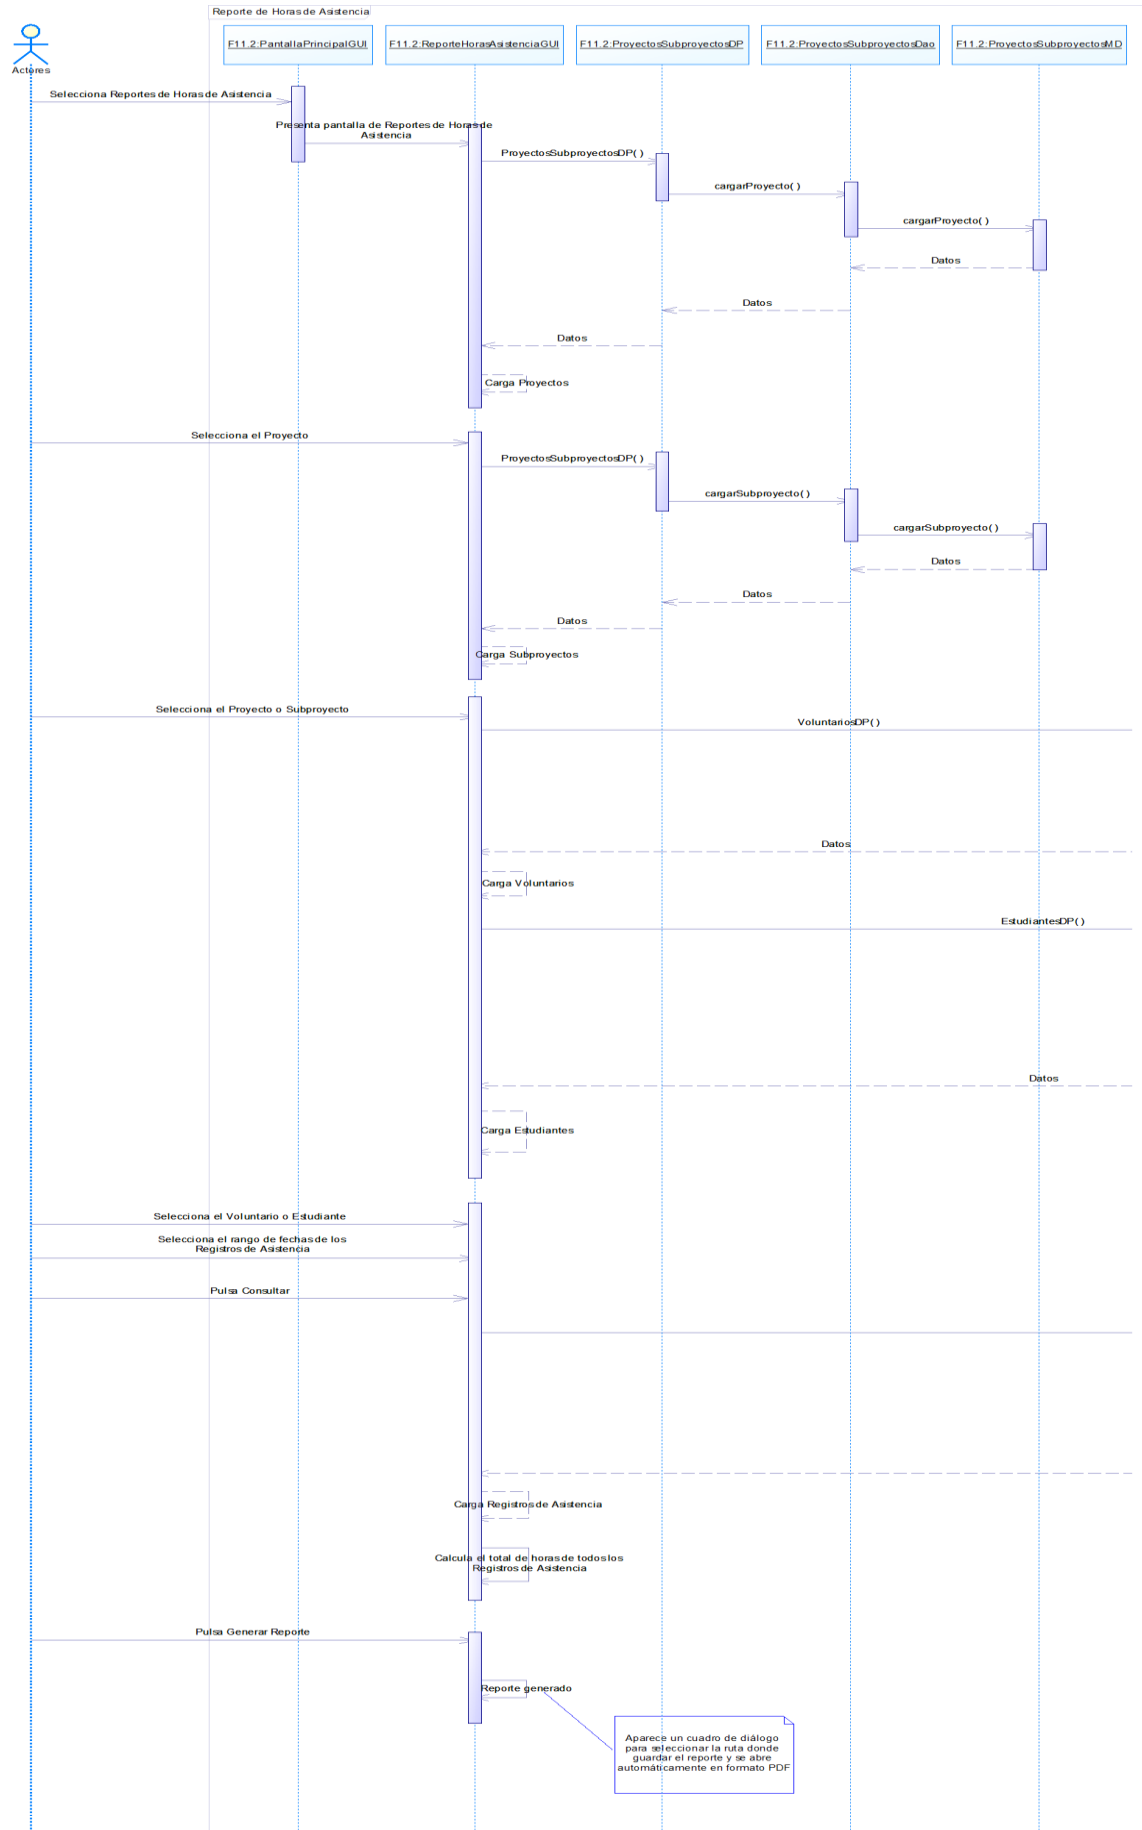 Reporte de Horas de Asistencia
F11.2:PantallaPrincipalGUI
F11.2:ReporteHorasAsistenciaGUI
F11.2:ProyectosSubproyectosDP
F11.2:ProyectosSubproyectosDao
F11.2:ProyectosSubproyectosMD
Actores
Selecciona Reportes de Horas de Asistencia
Presenta pantalla de Reportes de Horas de
Asistencia
ProyectosSubproyectosDP( )
cargarProyecto( )
cargarProyecto( )
Datos
Datos
Datos
Carga Proyectos
Selecciona el Proyecto
ProyectosSubproyectosDP( )
cargarSubproyecto( )
cargarSubproyecto( )
Datos
Datos
Datos
Carga Subproyectos
Selecciona el Proyecto o Subproyecto
VoluntariosDP( )
Datos
Carga Voluntarios
EstudiantesDP( )
Datos
Carga Estudiantes
Selecciona el Voluntario o Estudiante
Selecciona el rango de fechas de los
Registros de Asistencia
Pulsa Consultar
Carga Registros de Asistencia
Calcula el total de horas de todos los
Registros de Asistencia
Pulsa Generar Reporte
Reporte generado
Aparece un cuadro de diálogo
para seleccionar la ruta donde
guardar el reporte y se abre
automáticamente en formato PDF